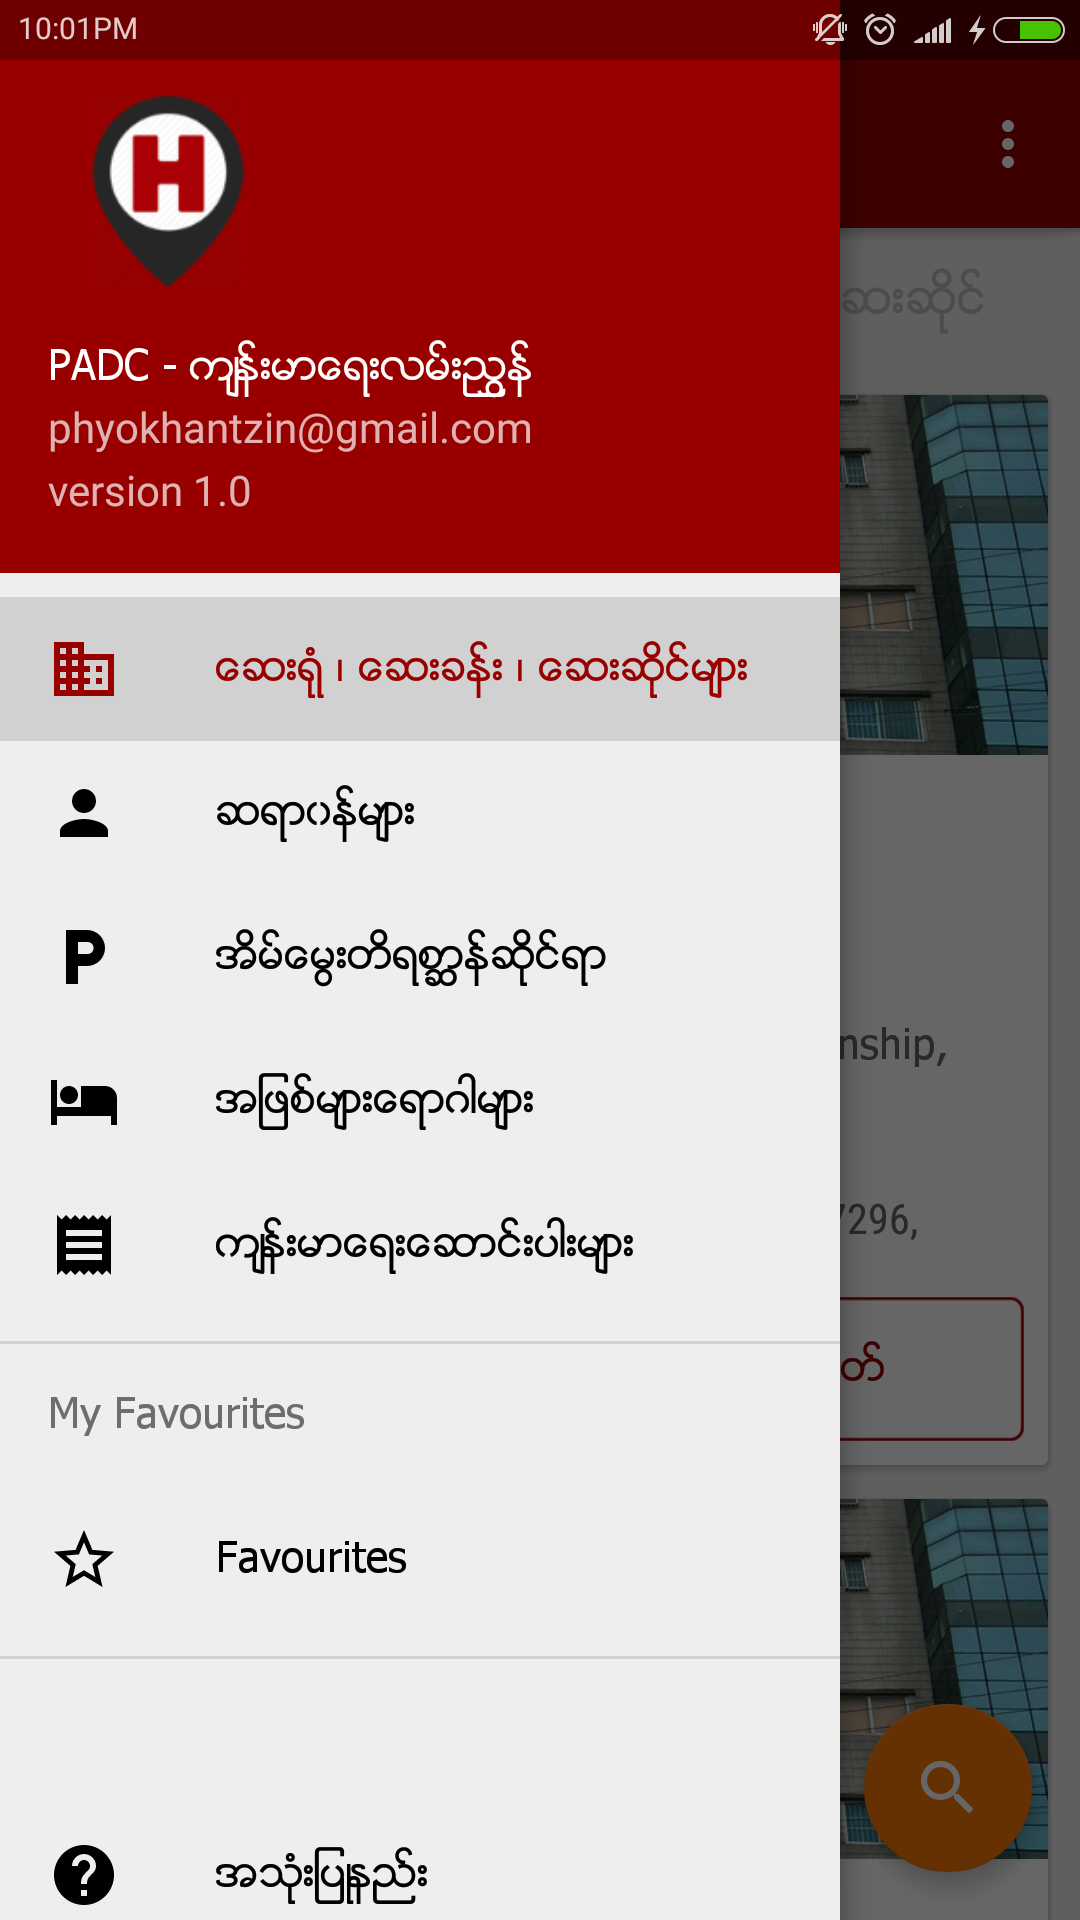 10:01PM
H
ဆေးဆိုင်
PADC - ကျန်းမာရေးလမ်းညွှန်
phyokhantzin@gmail.com
version 1.0
ဆေးရုံ ၊ ဆေးခန်း ၊ ဆေးဆိုင်များ
ဆရာဝန်များ
အိမ်မွေးတိရစ္ဆာန်ဆိုင်ရာ
nship,
အဖြစ်များရောဂါများ
7296,
ကျန်းမာရေးဆောင်းပါးများ
My Favourites
Favourites
အသုံးပြုနည်း